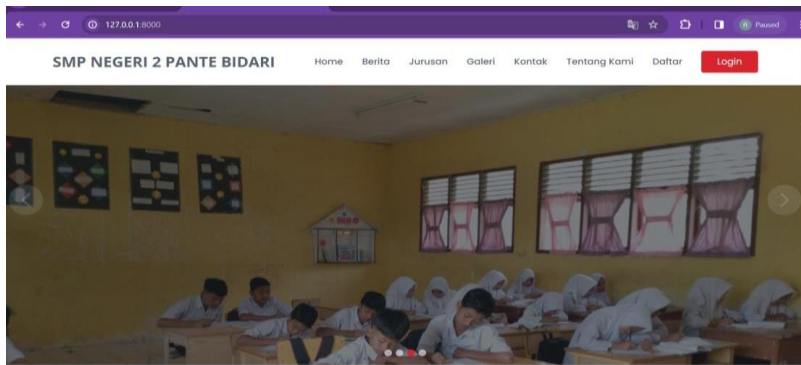 127.0.0.1:8000
Paused
SMP NEGERI 2 PANTE BIDARI Home Berita Jurusan Galeri Kontak Tentang Kami Daftar Login